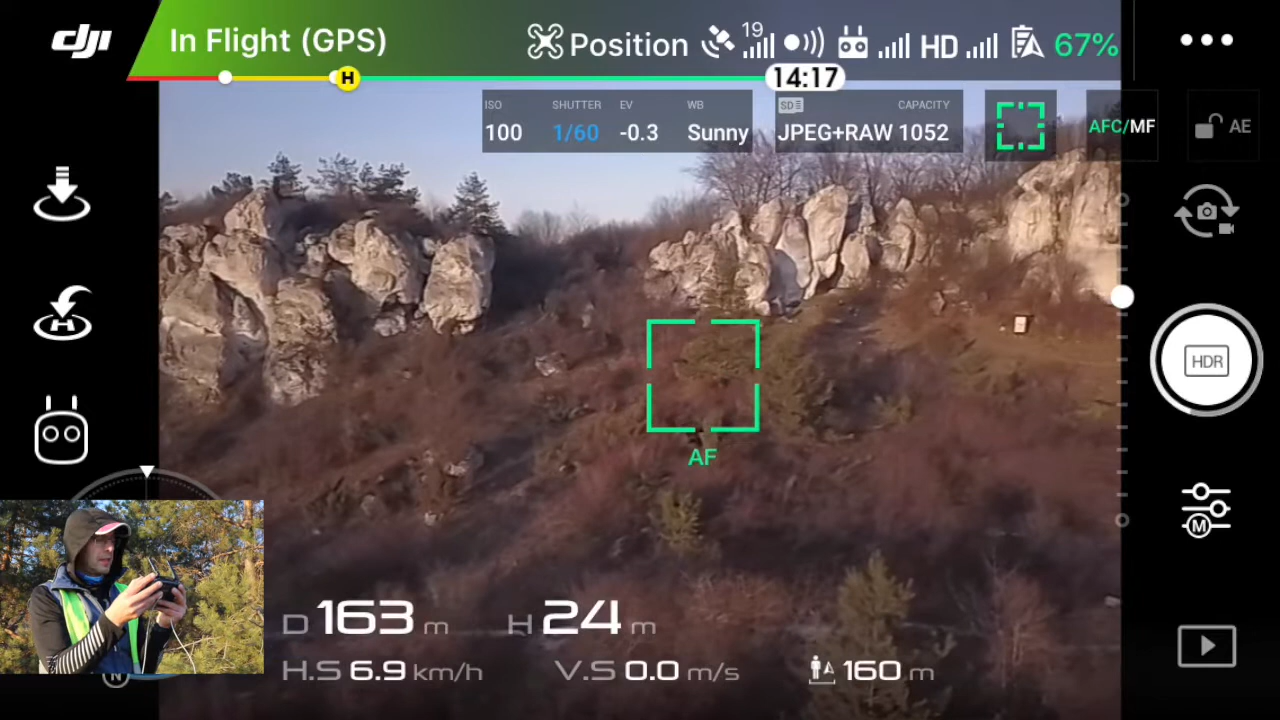 dji In Flight (GPS) Position 19 HD 67%
H 14:17
ISO SHUTTER EV WB SD CAPACITY
100 1/60 -0.3 Sunny JPEG+RAW 1052 AFC/MF AE
HDR
AF
M
D 163 m H 24 m
H.S 6.9 km/h V.S 0.0 m/s 160 m
N